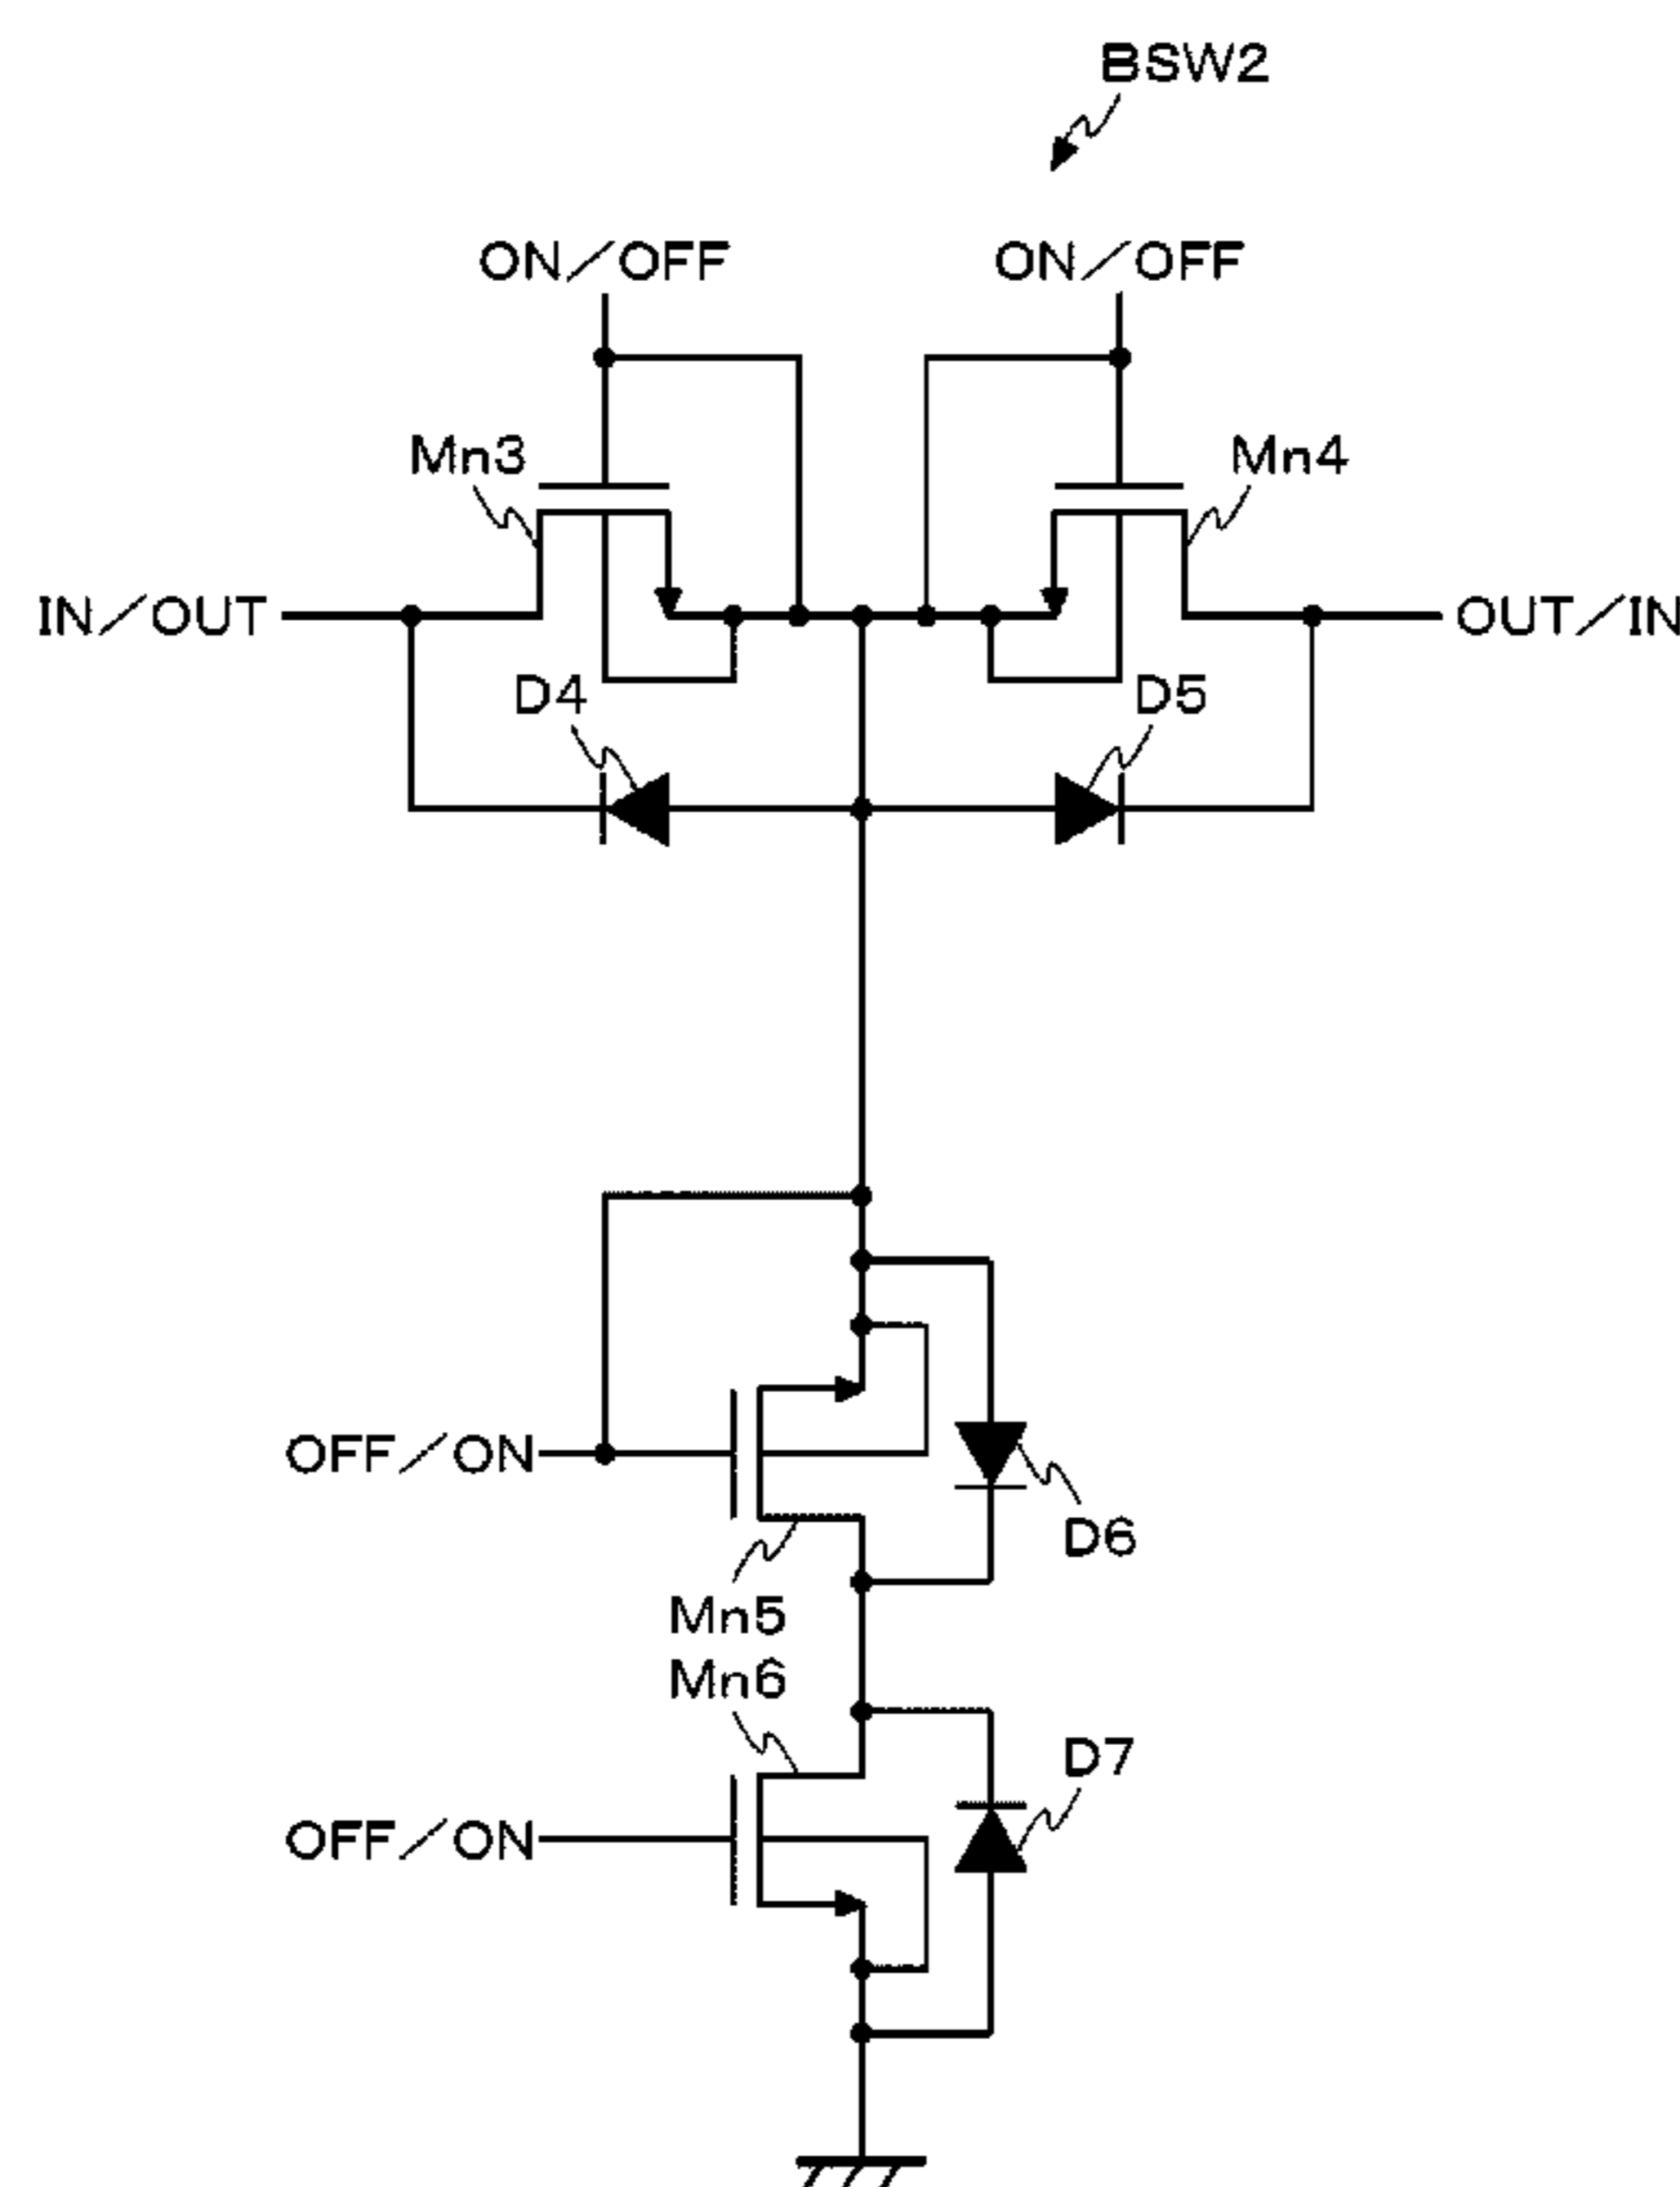 BSW2
ON/OFF
ON/OFF
Mn3
Mn4
IN/OUT
OUT/IN
D4
D5
OFF/ON
D6
Mn5
Mn6
D7
OFF/ON